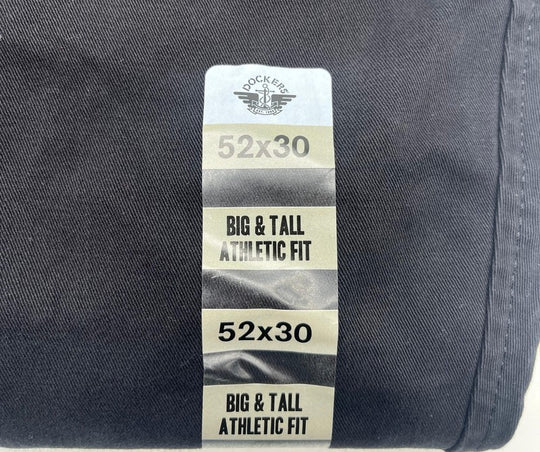 DOCKERS
52x30
BIG & TALL
ATHLETIC FIT
52x30
BIG & TALL
ATHLETIC FIT